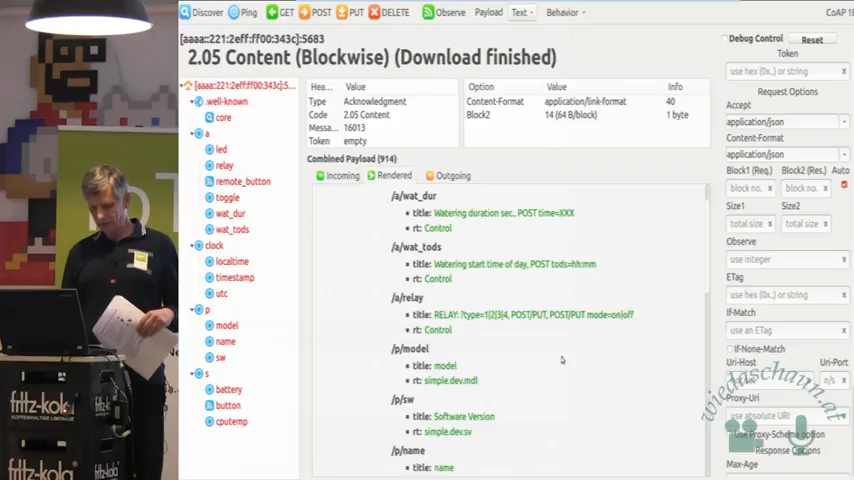 Discover Ping GET POST PUT DELETE Observe Payload Text Behavior CoAP 18
[aaaa::221:2eff:ff00:343c]:5683
2.05 Content (Blockwise) (Download finished)
[aaaa::221:2eff:ff00:343c]:5...
.well-known
core
a
led
relay
remote_button
toggle
wat_dur
wat_tods
clock
localtime
timestamp
utc
p
model
name
sw
s
battery
button
cputemp
Hea... Value
Type Acknowledgment
Code 2.05 Content
Messa... 16013
Token empty
Option Value Info
Content-Format application/link-format 40
Block2 14 (64 B/block) 1 byte
Combined Payload (914)
Incoming Rendered Outgoing
/a/wat_dur
title: Watering duration sec., POST time=XXX
rt: Control
/a/wat_tods
title: Watering start time of day, POST tods=hh:mm
rt: Control
/a/relay
title: RELAY: ?type=1|2|3|4, POST/PUT, POST/PUT mode=on|off
rt: Control
/p/model
title: model
rt: simple.dev.mdl
/p/sw
title: Software Version
rt: simple.dev.sv
/p/name
title: name
Debug Control Reset
Token
use hex (0x..) or string
Request Options
Accept
application/json
Content-Format
application/json
Block1 (Req.) Block2 (Res.) Auto
block no. block no.
Size1 Size2
total size total size
Observe
use integer
ETag
use hex (0x..) or string
If-Match
use an ETag
If-None-Match
Uri-Host Uri-Port
n/s
Proxy-Uri
use absolute URI
Use Proxy-Scheme option
Response Options
Max-Age
wiedaschaun.at
fritz-kola
KOFFEINHALTIGE LIMONADE
fritz-kola